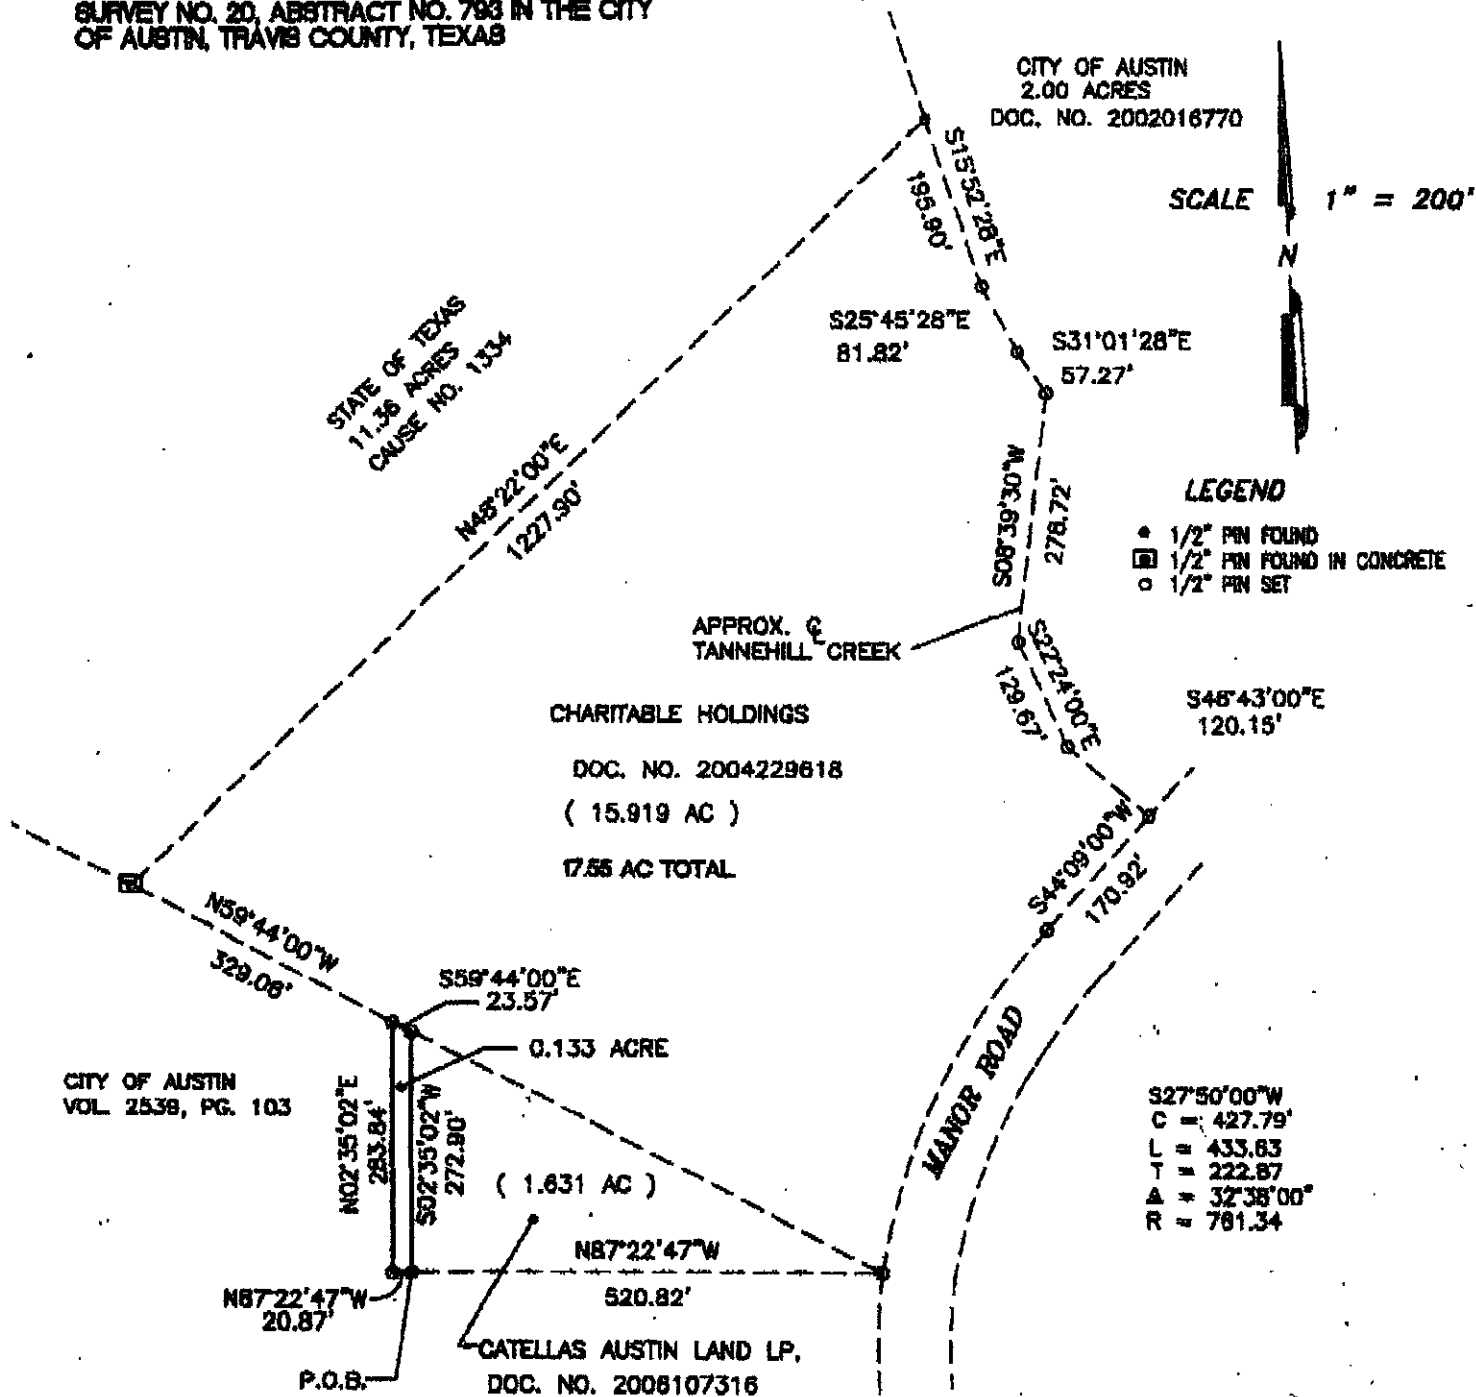 SURVEY NO. 20, ABSTRACT NO. 793 IN THE CITY
OF AUSTIN, TRAVIS COUNTY, TEXAS
CITY OF AUSTIN
2.00 ACRES
DOC. NO. 2002016770
SCALE 1" = 200'
N
S15°52'28"E
195.90'
S25°45'28"E
81.82'
S31°01'28"E
57.27'
STATE OF TEXAS
11.36 ACRES
CAUSE NO. 1334
N48°22'00"E
1227.90'
S08°39'30"W
278.72'
LEGEND
1/2" PIN FOUND
1/2" PIN FOUND IN CONCRETE
1/2" PIN SET
APPROX. ℄
TANNEHILL CREEK
S22°24'00"E
129.67'
S46°43'00"E
120.15'
CHARITABLE HOLDINGS
DOC. NO. 2004229618
( 15.919 AC )
17.55 AC TOTAL
S44°09'00"W
170.92'
N59°44'00"W
329.06'
S59°44'00"E
23.57'
0.133 ACRE
CITY OF AUSTIN
VOL. 2539, PG. 103
N02°35'02"E
283.84'
S02°35'02"W
272.90'
( 1.631 AC )
MANOR ROAD
S27°50'00"W
C = 427.79'
L = 433.63
T = 222.87
Δ = 32°38'00"
R = 761.34
N87°22'47"W
520.82'
N87°22'47"W
20.87'
P.O.B.
CATELLAS AUSTIN LAND LP,
DOC. NO. 2006107316